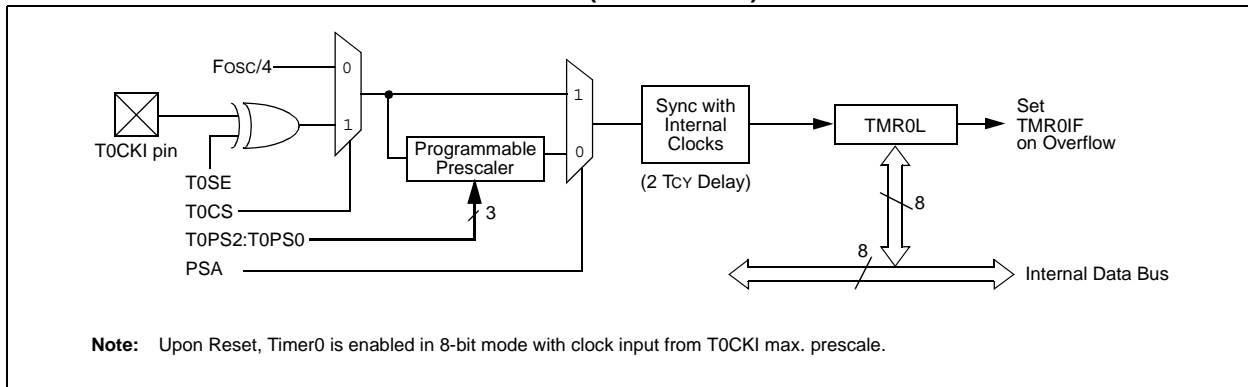 FOSC/4
0
1
T0CKI pin
T0SE
T0CS
T0PS2:T0PS0
PSA
Programmable
Prescaler
3
1
0
Sync with
Internal
Clocks
(2 TCY Delay)
TMR0L
Set
TMR0IF
on Overflow
8
8
Internal Data Bus
Note: Upon Reset, Timer0 is enabled in 8-bit mode with clock input from T0CKI max. prescale.